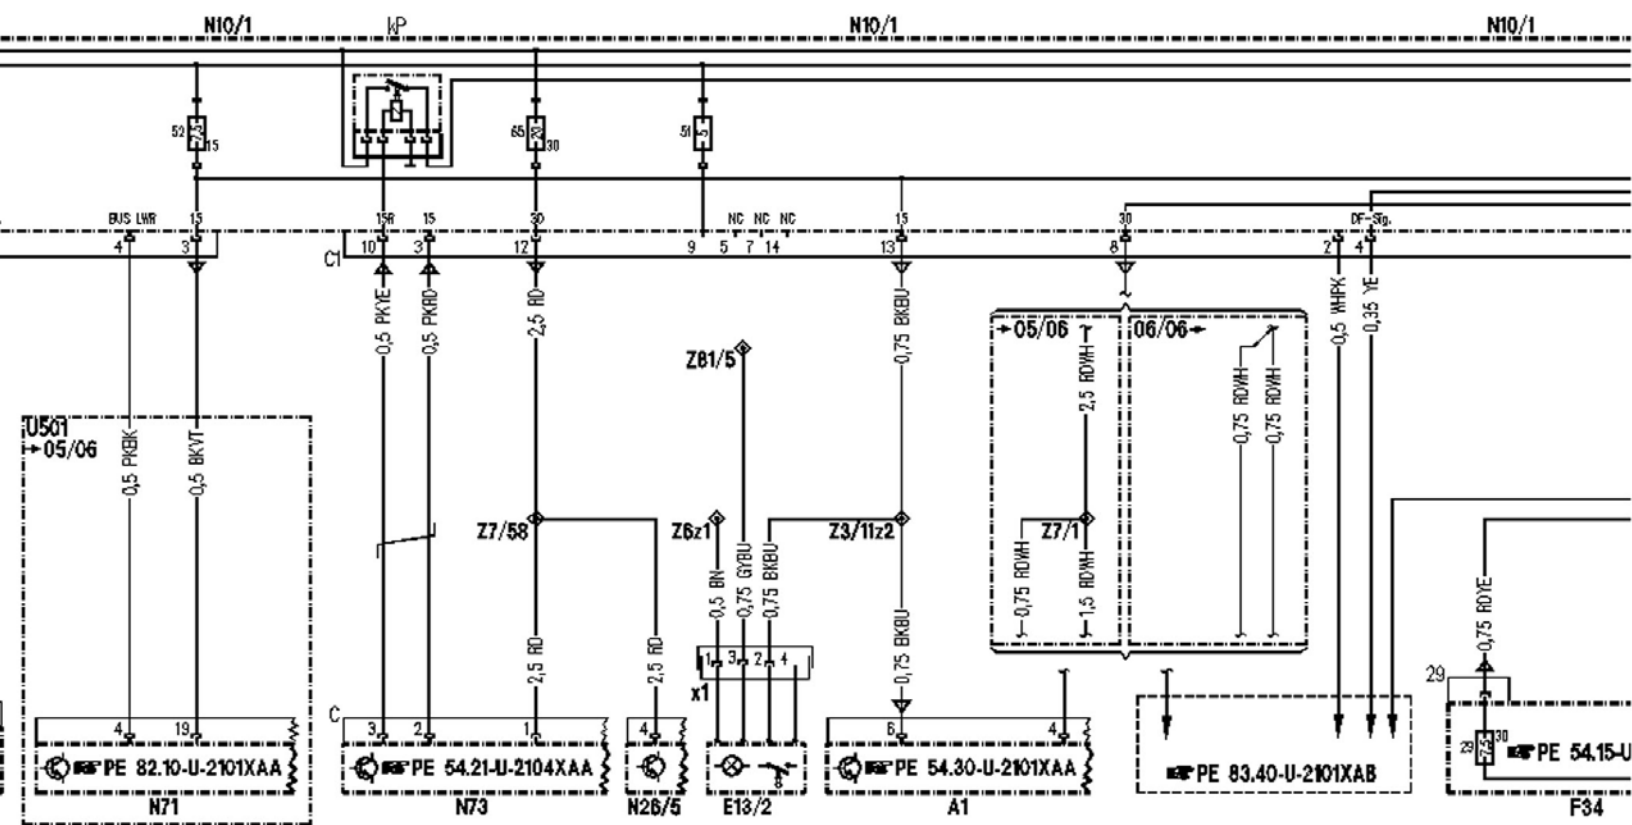 N10/1 kP N10/1 N10/1
52 7,5 15 65 20 30 51 5
BUS LWR 15 15R 15 30 NC NC NC 15 30 DF-Sig.
4 3 10 3 12 9 5 7 14 13 8 2 4
C1
0,5 PKYE 0,5 PKRD 2,5 RD 0,75 BKBU 0,5 WHPK 0,35 YE
→05/06 06/06→
Z81/5
2,5 RDWH 0,75 RDWH 0,75 RDWH
U501
→05/06
0,5 PKBK 0,5 BKVT
Z7/58 Z6z1 Z3/11z2 Z7/1
0,5 BN 0,75 GYBU 0,75 BKBU 0,75 RDWH 1,5 RDWH 0,75 RDYE
2,5 RD 2,5 RD 0,75 BKBU
1 3 2 4
x1
29
C
4 19 3 2 1 4 6 4
29 7,5 30
PE 82.10-U-2101XAA PE 54.21-U-2104XAA PE 54.30-U-2101XAA PE 83.40-U-2101XAB PE 54.15-U
N71 N73 N26/5 E13/2 A1 F34